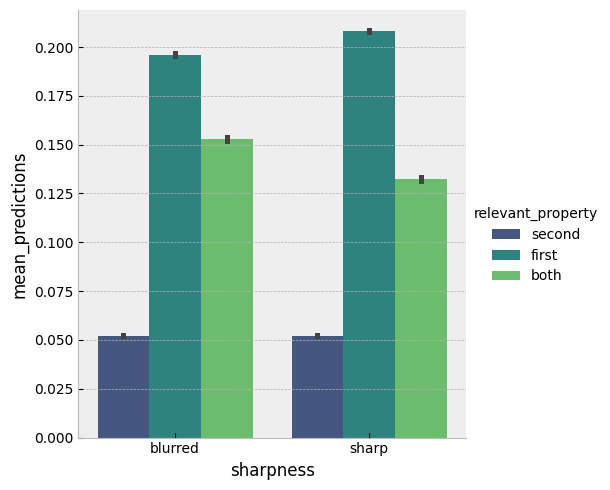 mean_predictions
0.200
0.175
0.150
0.125
0.100
0.075
0.050
0.025
0.000
blurred
sharp
sharpness
relevant_property
second
first
both